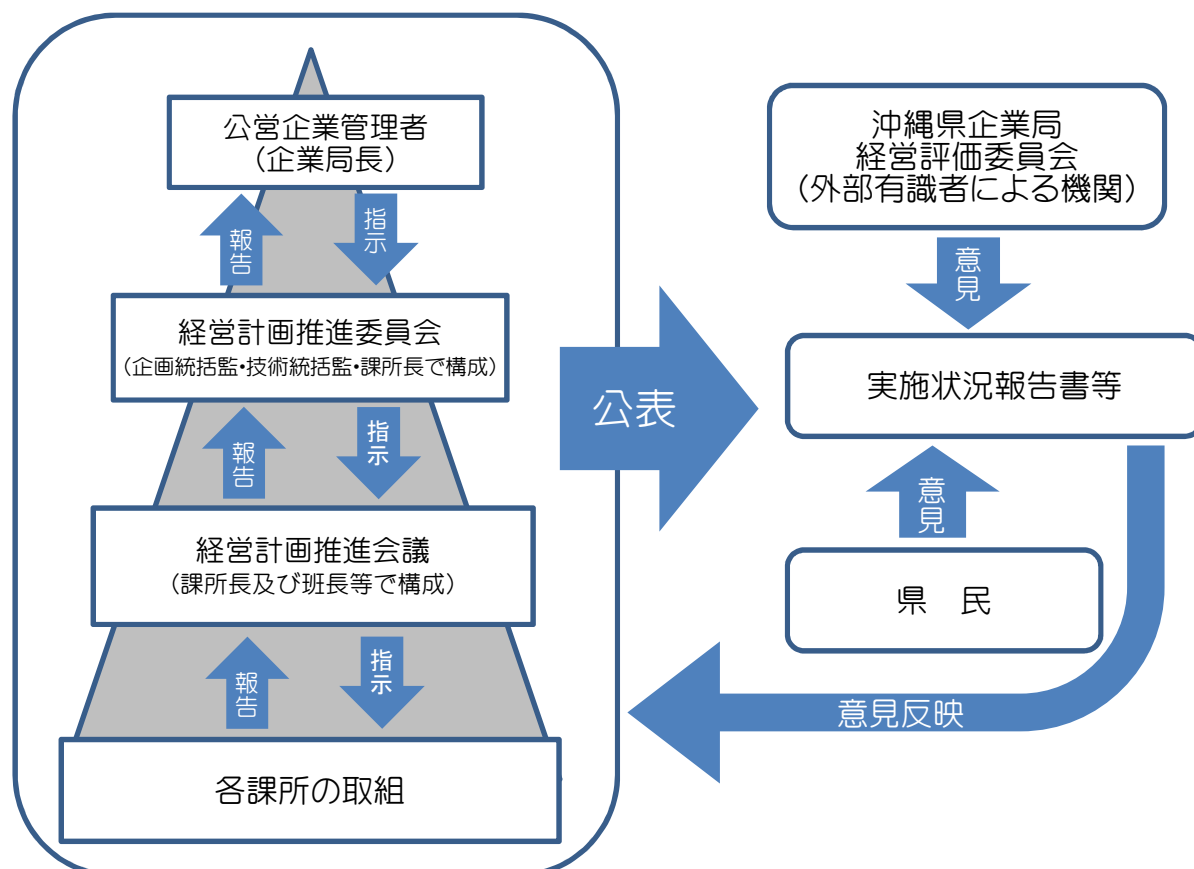 公営企業管理者
（企業局長）
報告
指示
経営計画推進委員会
（企画統括監・技術統括監・課所長で構成）
報告
指示
経営計画推進会議
（課所長及び班長等で構成）
報告
指示
各課所の取組
公表
沖縄県企業局
経営評価委員会
（外部有識者による機関）
意見
実施状況報告書等
意見
県　民
意見反映